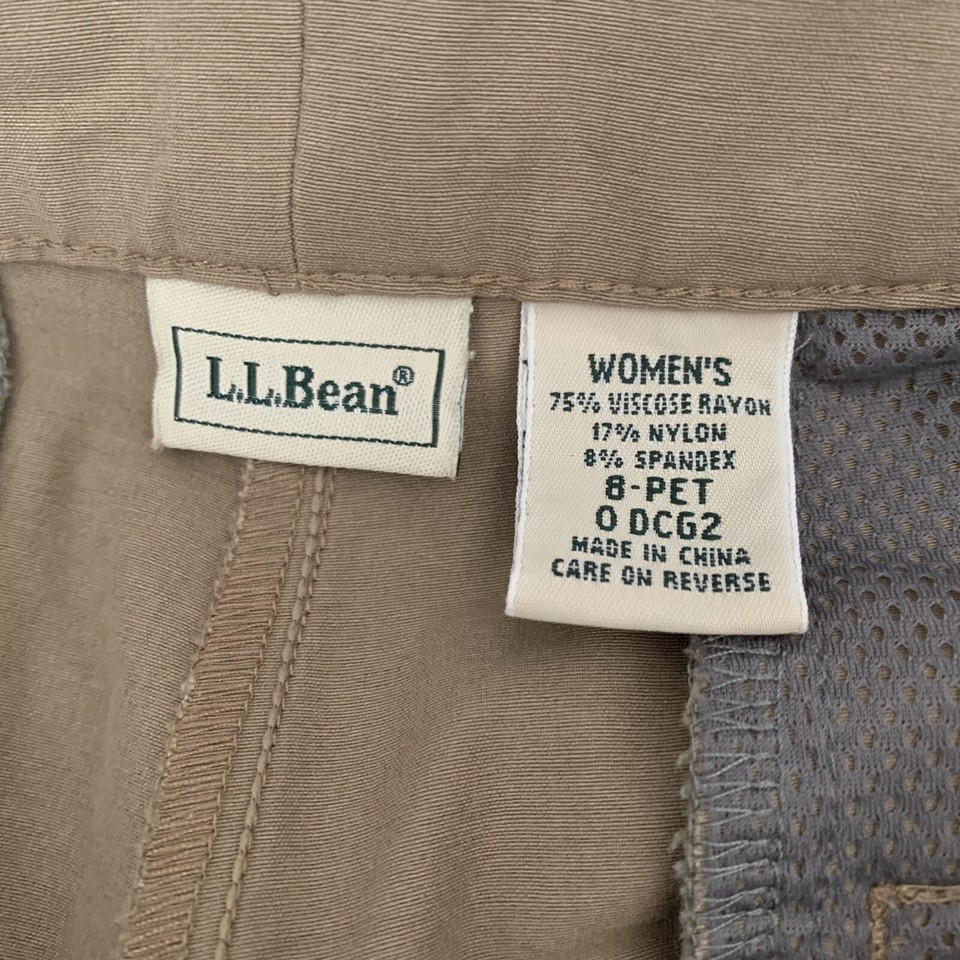 L.L.Bean®
WOMEN'S
75% VISCOSE RAYON
17% NYLON
8% SPANDEX
8-PET
0 DCG2
MADE IN CHINA
CARE ON REVERSE